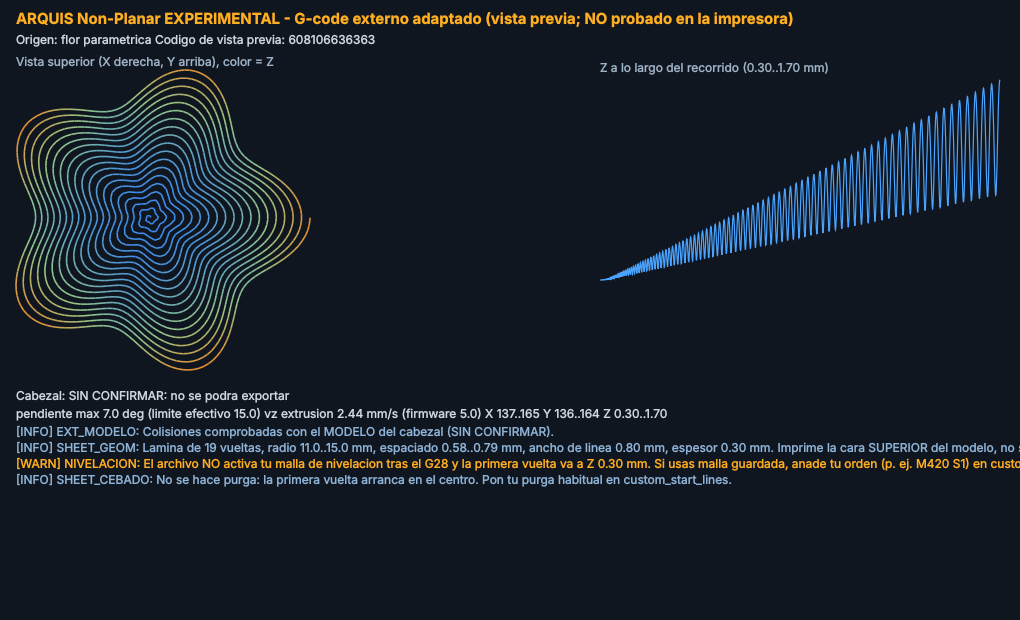 ARQUIS Non-Planar EXPERIMENTAL - G-code externo adaptado (vista previa; NO probado en la impresora)
Origen: flor parametrica Codigo de vista previa: 608106636363
Vista superior (X derecha, Y arriba), color = Z
Z a lo largo del recorrido (0.30..1.70 mm)
Cabezal: SIN CONFIRMAR: no se podra exportar
pendiente max 7.0 deg (limite efectivo 15.0) vz extrusion 2.44 mm/s (firmware 5.0) X 137..165 Y 136..164 Z 0.30..1.70
[INFO] EXT_MODELO: Colisiones comprobadas con el MODELO del cabezal (SIN CONFIRMAR).
[INFO] SHEET_GEOM: Lamina de 19 vueltas, radio 11.0..15.0 mm, espaciado 0.58..0.79 mm, ancho de linea 0.80 mm, espesor 0.30 mm. Imprime la cara SUPERIOR del modelo, no
[WARN] NIVELACION: El archivo NO activa tu malla de nivelacion tras el G28 y la primera vuelta va a Z 0.30 mm. Si usas malla guardada, anade tu orden (p. ej. M420 S1) en
[INFO] SHEET_CEBADO: No se hace purga: la primera vuelta arranca en el centro. Pon tu purga habitual en custom_start_lines.